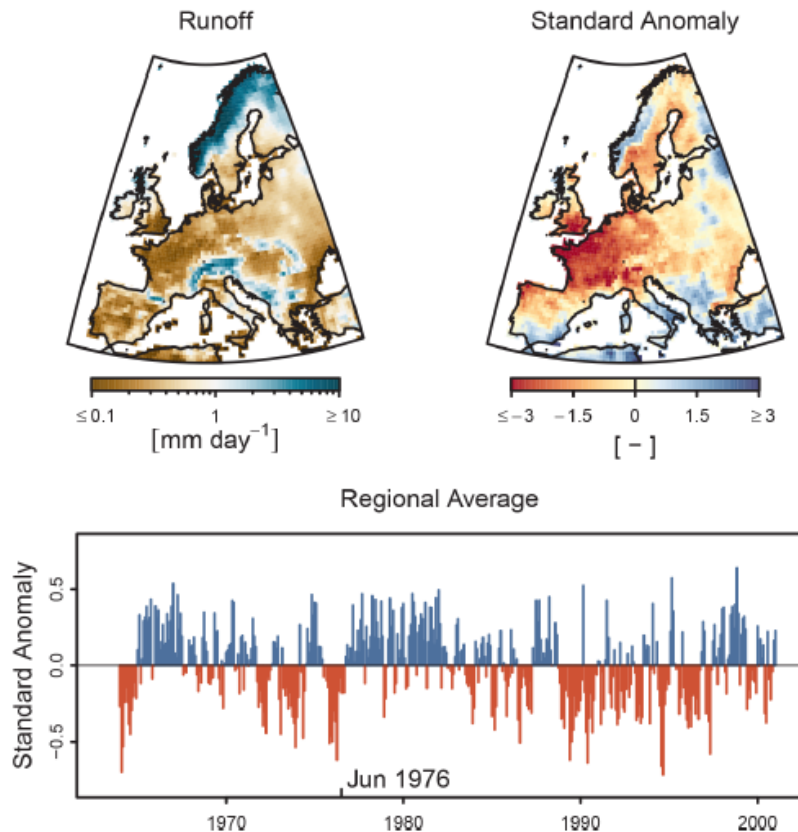 Runoff
Standard Anomaly
≤ 0.1 1 ≥ 10
[mm day⁻¹]
≤ −3 −1.5 0 1.5 ≥ 3
[ − ]
Regional Average
Standard Anomaly
0.5
0.0
−0.5
Jun 1976
1970 1980 1990 2000